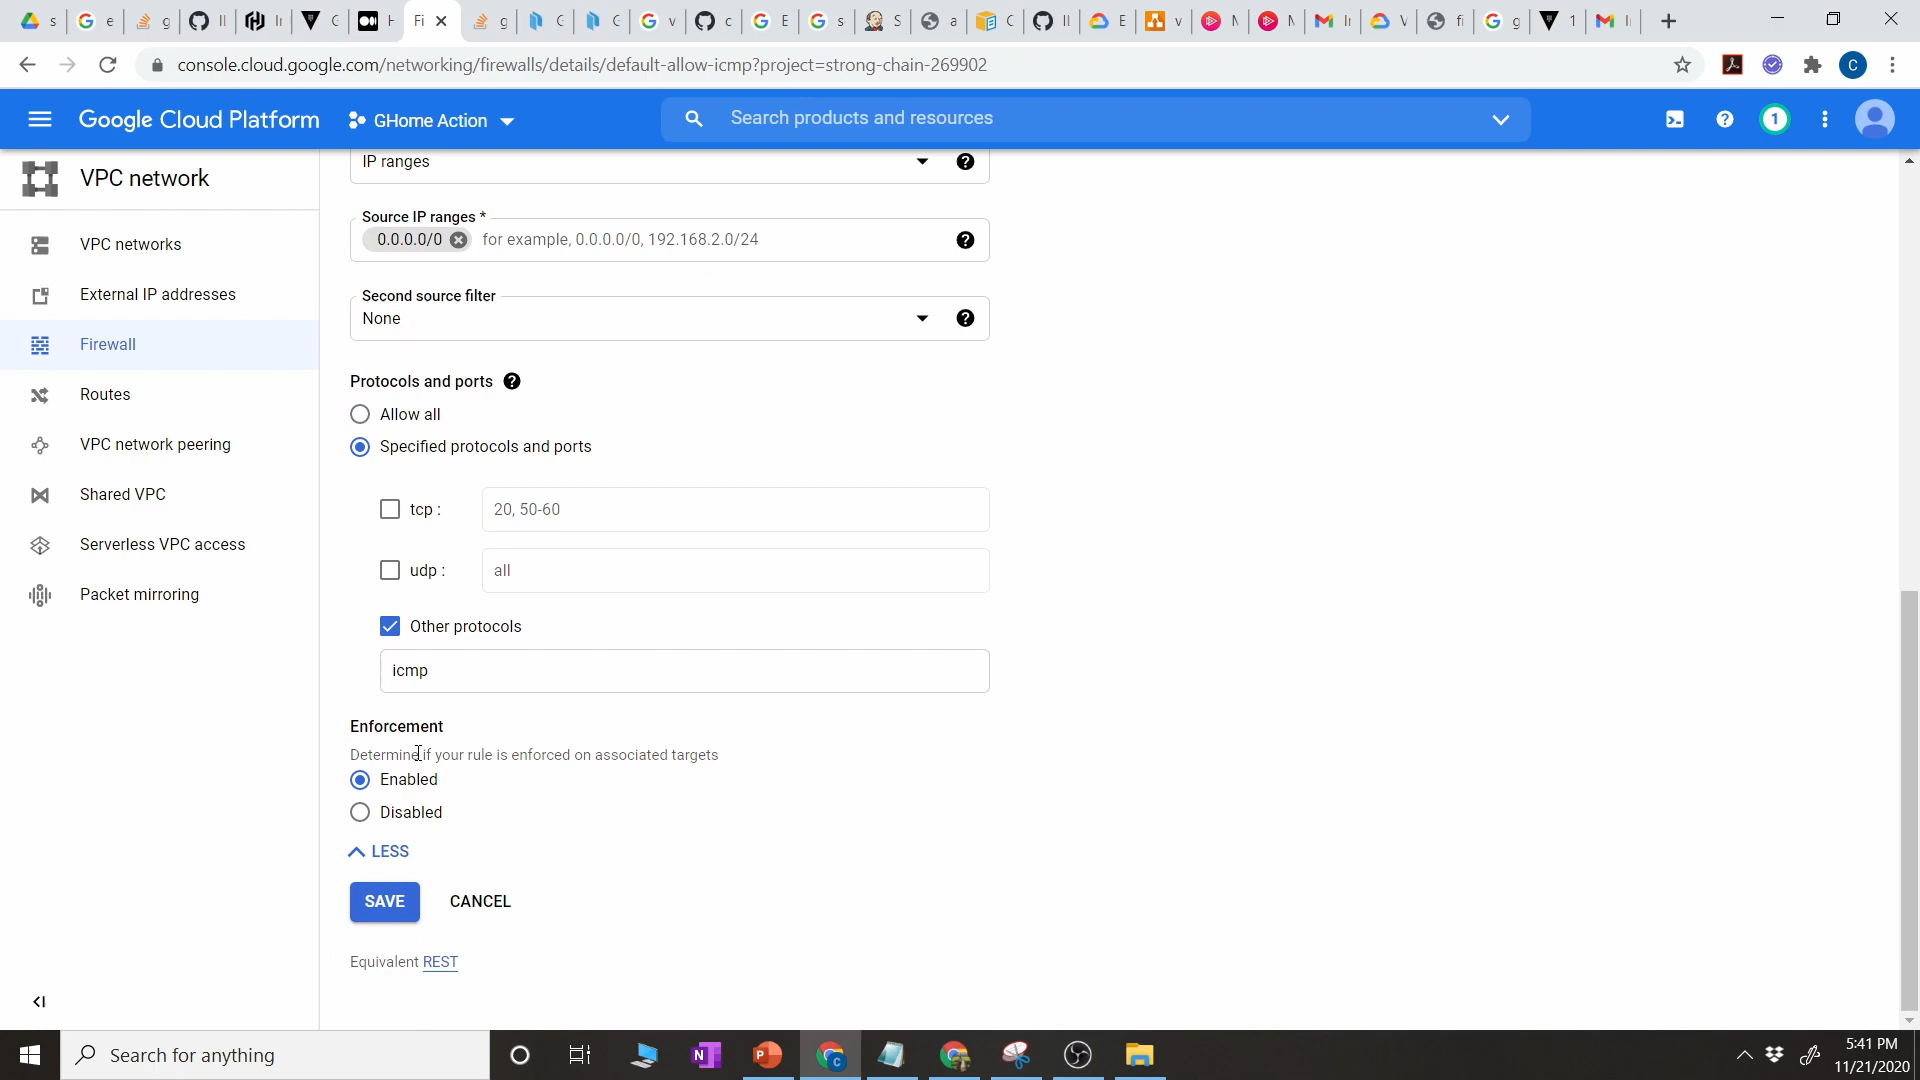 console.cloud.google.com/networking/firewalls/details/default-allow-icmp?project=strong-chain-269902
C
Google Cloud Platform
GHome Action
Search products and resources
1
VPC network
VPC networks
External IP addresses
Firewall
Routes
VPC network peering
Shared VPC
Serverless VPC access
Packet mirroring
IP ranges
Source IP ranges *
0.0.0.0/0 for example, 0.0.0.0/0, 192.168.2.0/24
Second source filter
None
Protocols and ports
Allow all
Specified protocols and ports
tcp : 20, 50-60
udp : all
Other protocols
icmp
Enforcement
Determine if your rule is enforced on associated targets
Enabled
Disabled
LESS
SAVE CANCEL
Equivalent REST
Search for anything
5:41 PM
11/21/2020